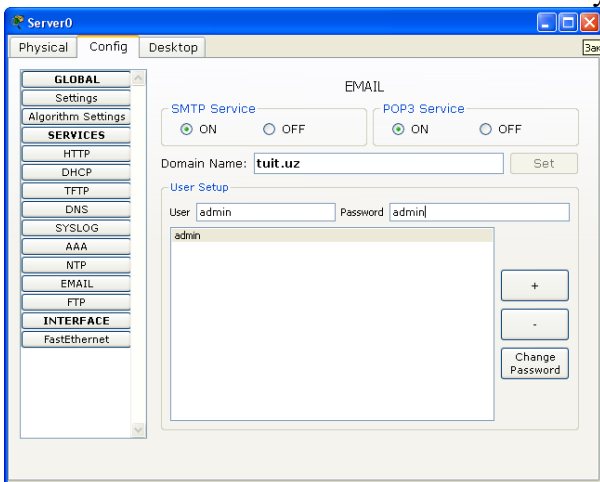 Server0
Physical Config Desktop
Зак
GLOBAL
Settings
Algorithm Settings
SERVICES
HTTP
DHCP
TFTP
DNS
SYSLOG
AAA
NTP
EMAIL
FTP
INTERFACE
FastEthernet
EMAIL
SMTP Service
ON OFF
POP3 Service
ON OFF
Domain Name: tuit.uz Set
User Setup
User admin Password admin
admin
+
-
Change
Password